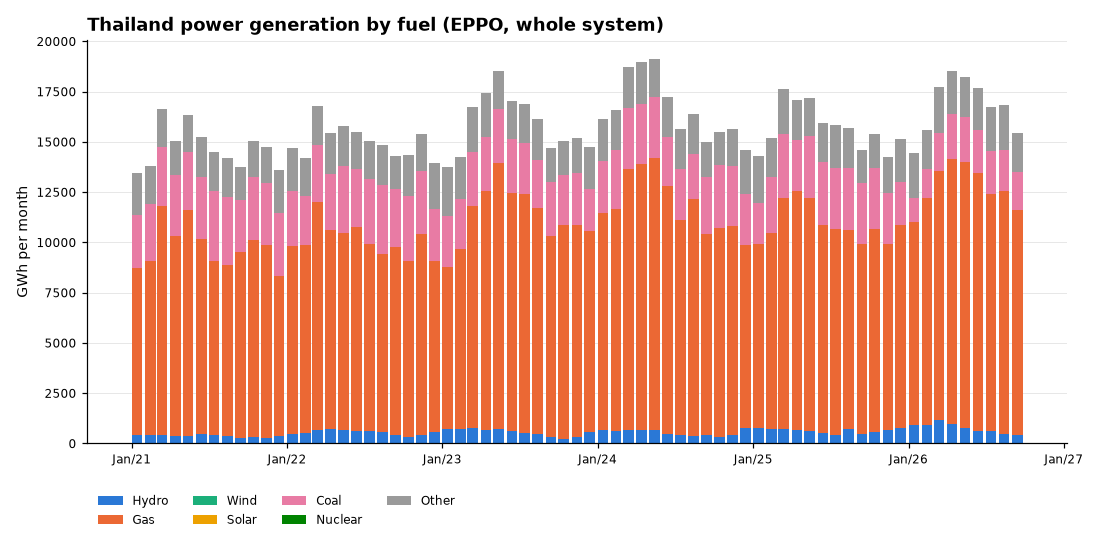 Thailand power generation by fuel (EPPO, whole system)
GWh per month
20000
17500
15000
12500
10000
7500
5000
2500
0
Jan/21 Jan/22 Jan/23 Jan/24 Jan/25 Jan/26 Jan/27
Hydro Wind Coal Other
Gas Solar Nuclear